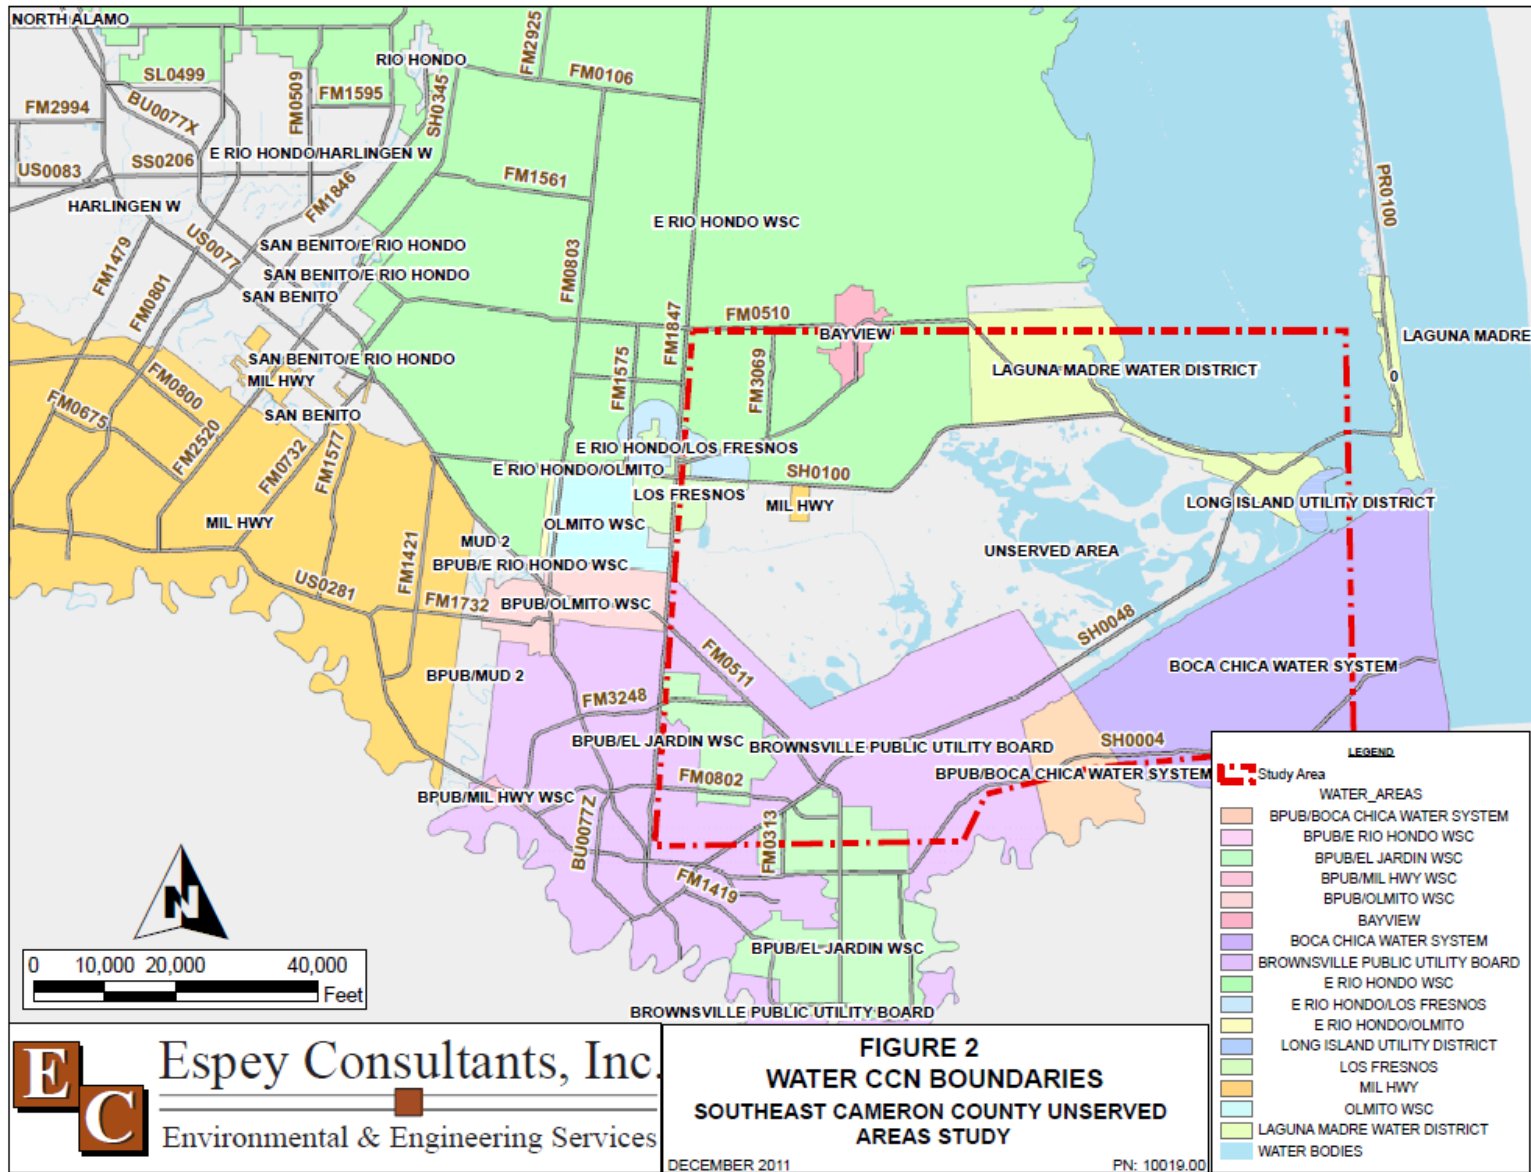 NORTH ALAMO
RIO HONDO
FM2925
FM0106
SL0499
FM0509
FM1595
SH0345
FM2994
BU0077X
SS0206
E RIO HONDO/HARLINGEN W
US0083
FM1561
FM1846
HARLINGEN W
PR0100
E RIO HONDO WSC
US0077
SAN BENITO/E RIO HONDO
FM1479
FM0801
FM0803
SAN BENITO/E RIO HONDO
SAN BENITO
FM1847
FM0510
BAYVIEW
LAGUNA MADRE
SAN BENITO/E RIO HONDO
FM1575
FM3069
LAGUNA MADRE WATER DISTRICT
0
MIL HWY
FM0800
FM0675
SAN BENITO
FM2520
FM0732
FM1577
E RIO HONDO/LOS FRESNOS
E RIO HONDO/OLMITO
SH0100
LOS FRESNOS
MIL HWY
LONG ISLAND UTILITY DISTRICT
MIL HWY
OLMITO WSC
MUD 2
UNSERVED AREA
FM1421
BPUB/E RIO HONDO WSC
US0281
FM1732
BPUB/OLMITO WSC
SH0048
FM0511
BOCA CHICA WATER SYSTEM
BPUB/MUD 2
FM3248
BPUB/EL JARDIN WSC
BROWNSVILLE PUBLIC UTILITY BOARD
SH0004
FM0802
BPUB/BOCA CHICA WATER SYSTEM
BPUB/MIL HWY WSC
BU0077Z
FM0313
FM1419
BPUB/EL JARDIN WSC
BROWNSVILLE PUBLIC UTILITY BOARD
N
0 10,000 20,000 40,000
Feet
LEGEND
Study Area
WATER_AREAS
BPUB/BOCA CHICA WATER SYSTEM
BPUB/E RIO HONDO WSC
BPUB/EL JARDIN WSC
BPUB/MIL HWY WSC
BPUB/OLMITO WSC
BAYVIEW
BOCA CHICA WATER SYSTEM
BROWNSVILLE PUBLIC UTILITY BOARD
E RIO HONDO WSC
E RIO HONDO/LOS FRESNOS
E RIO HONDO/OLMITO
LONG ISLAND UTILITY DISTRICT
LOS FRESNOS
MIL HWY
OLMITO WSC
LAGUNA MADRE WATER DISTRICT
WATER BODIES
E
C
Espey Consultants, Inc.
Environmental & Engineering Services
FIGURE 2
WATER CCN BOUNDARIES
SOUTHEAST CAMERON COUNTY UNSERVED
AREAS STUDY
DECEMBER 2011
PN: 10019.00